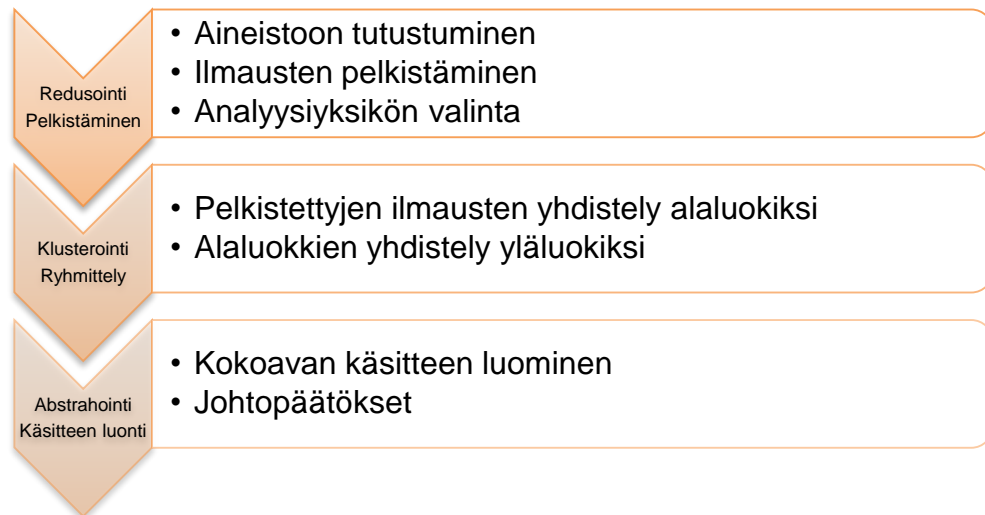 Redusointi
Pelkistäminen
• Aineistoon tutustuminen
• Ilmausten pelkistäminen
• Analyysiyksikön valinta
Klusterointi
Ryhmittely
• Pelkistettyjen ilmausten yhdistely alaluokiksi
• Alaluokkien yhdistely yläluokiksi
Abstrahointi
Käsitteen luonti
• Kokoavan käsitteen luominen
• Johtopäätökset